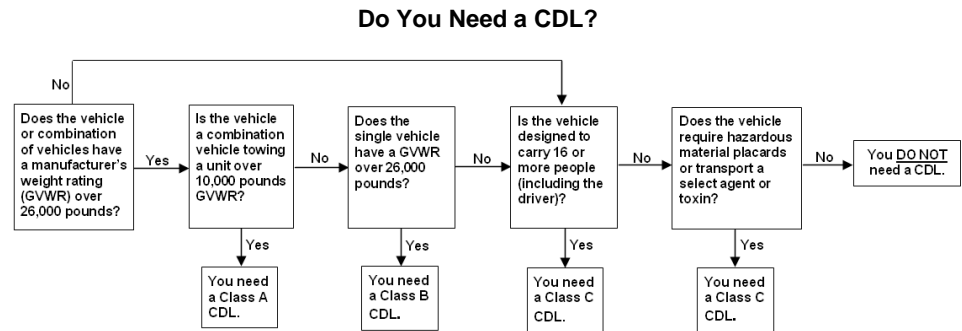 Do You Need a CDL?
No
Does the vehicle
or combination
of vehicles have
a manufacturer's
weight rating
(GVWR) over
26,000 pounds?
Yes
Is the vehicle
a combination
vehicle towing
a unit over
10,000 pounds
GVWR?
No
Does the
single vehicle
have a GVWR
over 26,000
pounds?
No
Is the vehicle
designed to
carry 16 or
more people
(including the
driver)?
No
Does the vehicle
require hazardous
material placards
or transport a
select agent or
toxin?
No
You DO NOT
need a CDL.
Yes
Yes
Yes
Yes
You need
a Class A
CDL.
You need
a Class B
CDL.
You need
a Class C
CDL.
You need
a Class C
CDL.